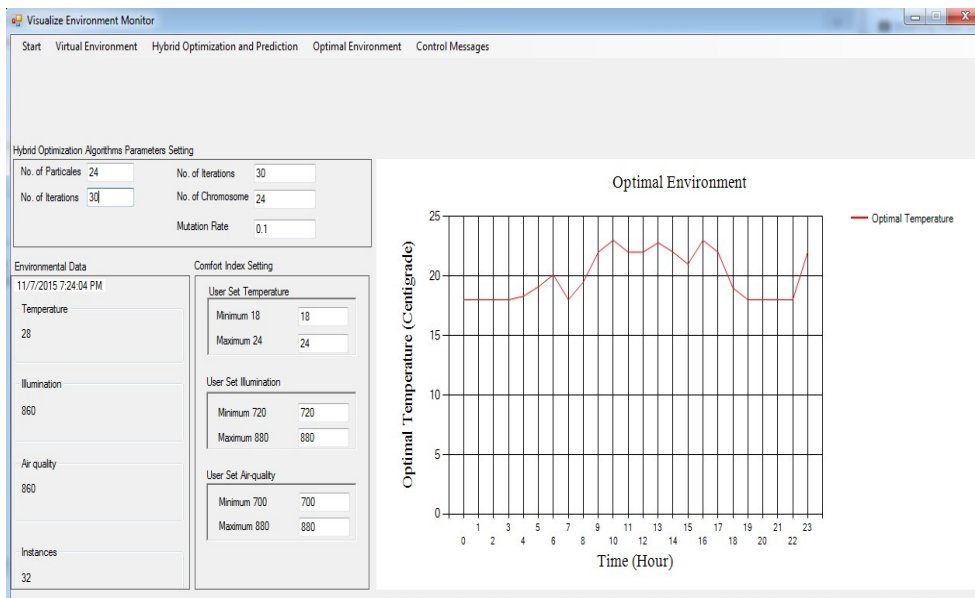 Visualize Environment Monitor
Start Virtual Environment Hybrid Optimization and Prediction Optimal Environment Control Messages
Hybrid Optimization Algorithms Parameters Setting
No. of Particales 24 No. of Iterations 30
No. of Iterations 30 No. of Chromosome 24
Mutation Rate 0.1
Environmental Data
11/7/2015 7:24:04 PM
Temperature
28
Illumination
860
Air quality
860
Instances
32
Comfort Index Setting
User Set Temperature
Minimum 18 18
Maximum 24 24
User Set Illumination
Minimum 720 720
Maximum 880 880
User Set Air-quality
Minimum 700 700
Maximum 880 880
Optimal Environment
Optimal Temperature
Optimal Temperature (Centigrade)
25
20
15
10
5
0
1 3 5 7 9 11 13 15 17 19 21 23
0 2 4 6 8 10 12 14 16 18 20 22
Time (Hour)